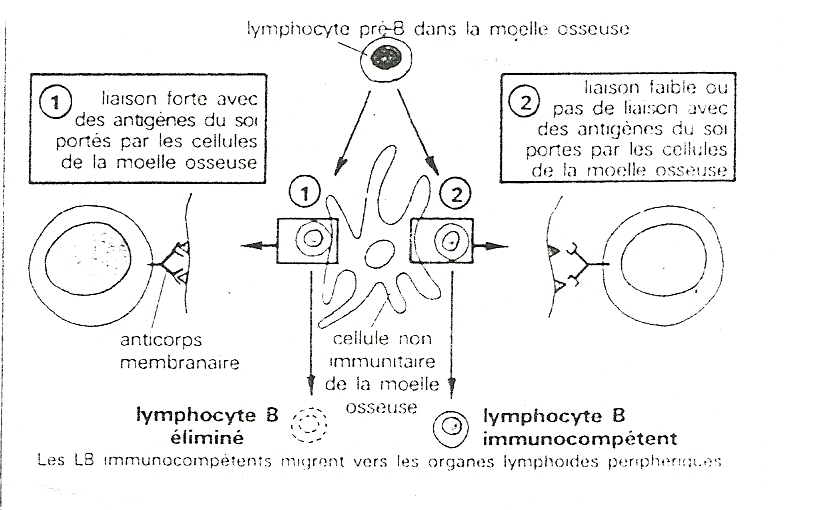 lymphocyte pré-B dans la moelle osseuse
1
liaison forte avec
des antigènes du soi
portés par les cellules
de la moelle osseuse
2
liaison faible ou
pas de liaison avec
des antigènes du soi
portes par les cellules
de la moelle osseuse
1
2
anticorps
membranaire
cellule non
immunitaire
de la moelle
osseuse
lymphocyte B
éliminé
lymphocyte B
immunocompétent
Les LB immunocompétents migrent vers les organes lymphoides peripheriques